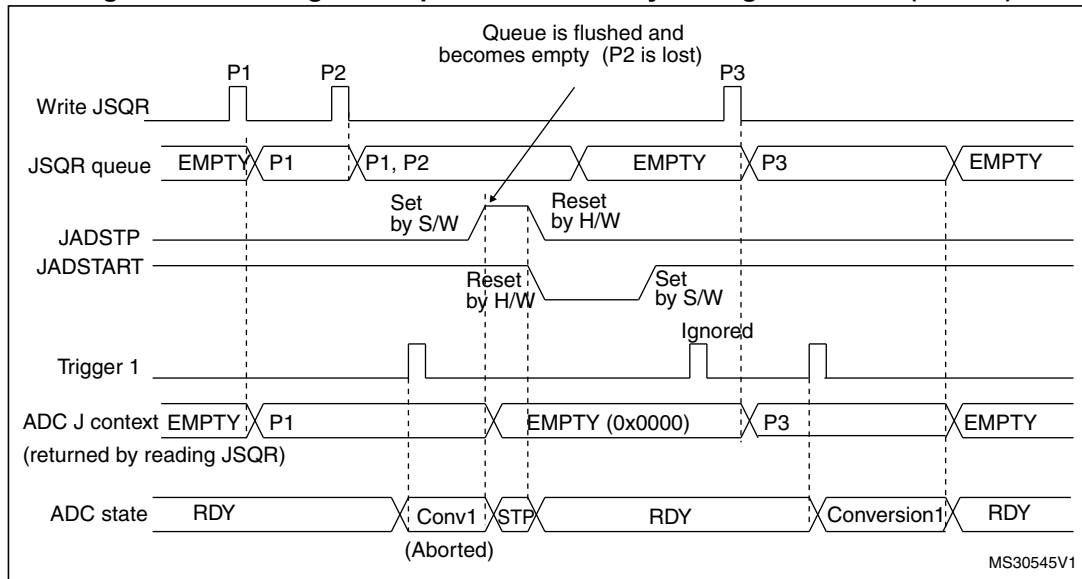 Queue is flushed and
becomes empty (P2 is lost)
P1 P2 P3
Write JSQR
JSQR queue EMPTY P1 P1, P2 EMPTY P3 EMPTY
Set
by S/W
Reset
by H/W
JADSTP
JADSTART
Reset
by H/W
Set
by S/W
Ignored
Trigger 1
ADC J context EMPTY P1 EMPTY (0x0000) P3 EMPTY
(returned by reading JSQR)
ADC state RDY Conv1 STP RDY Conversion1 RDY
(Aborted)
MS30545V1